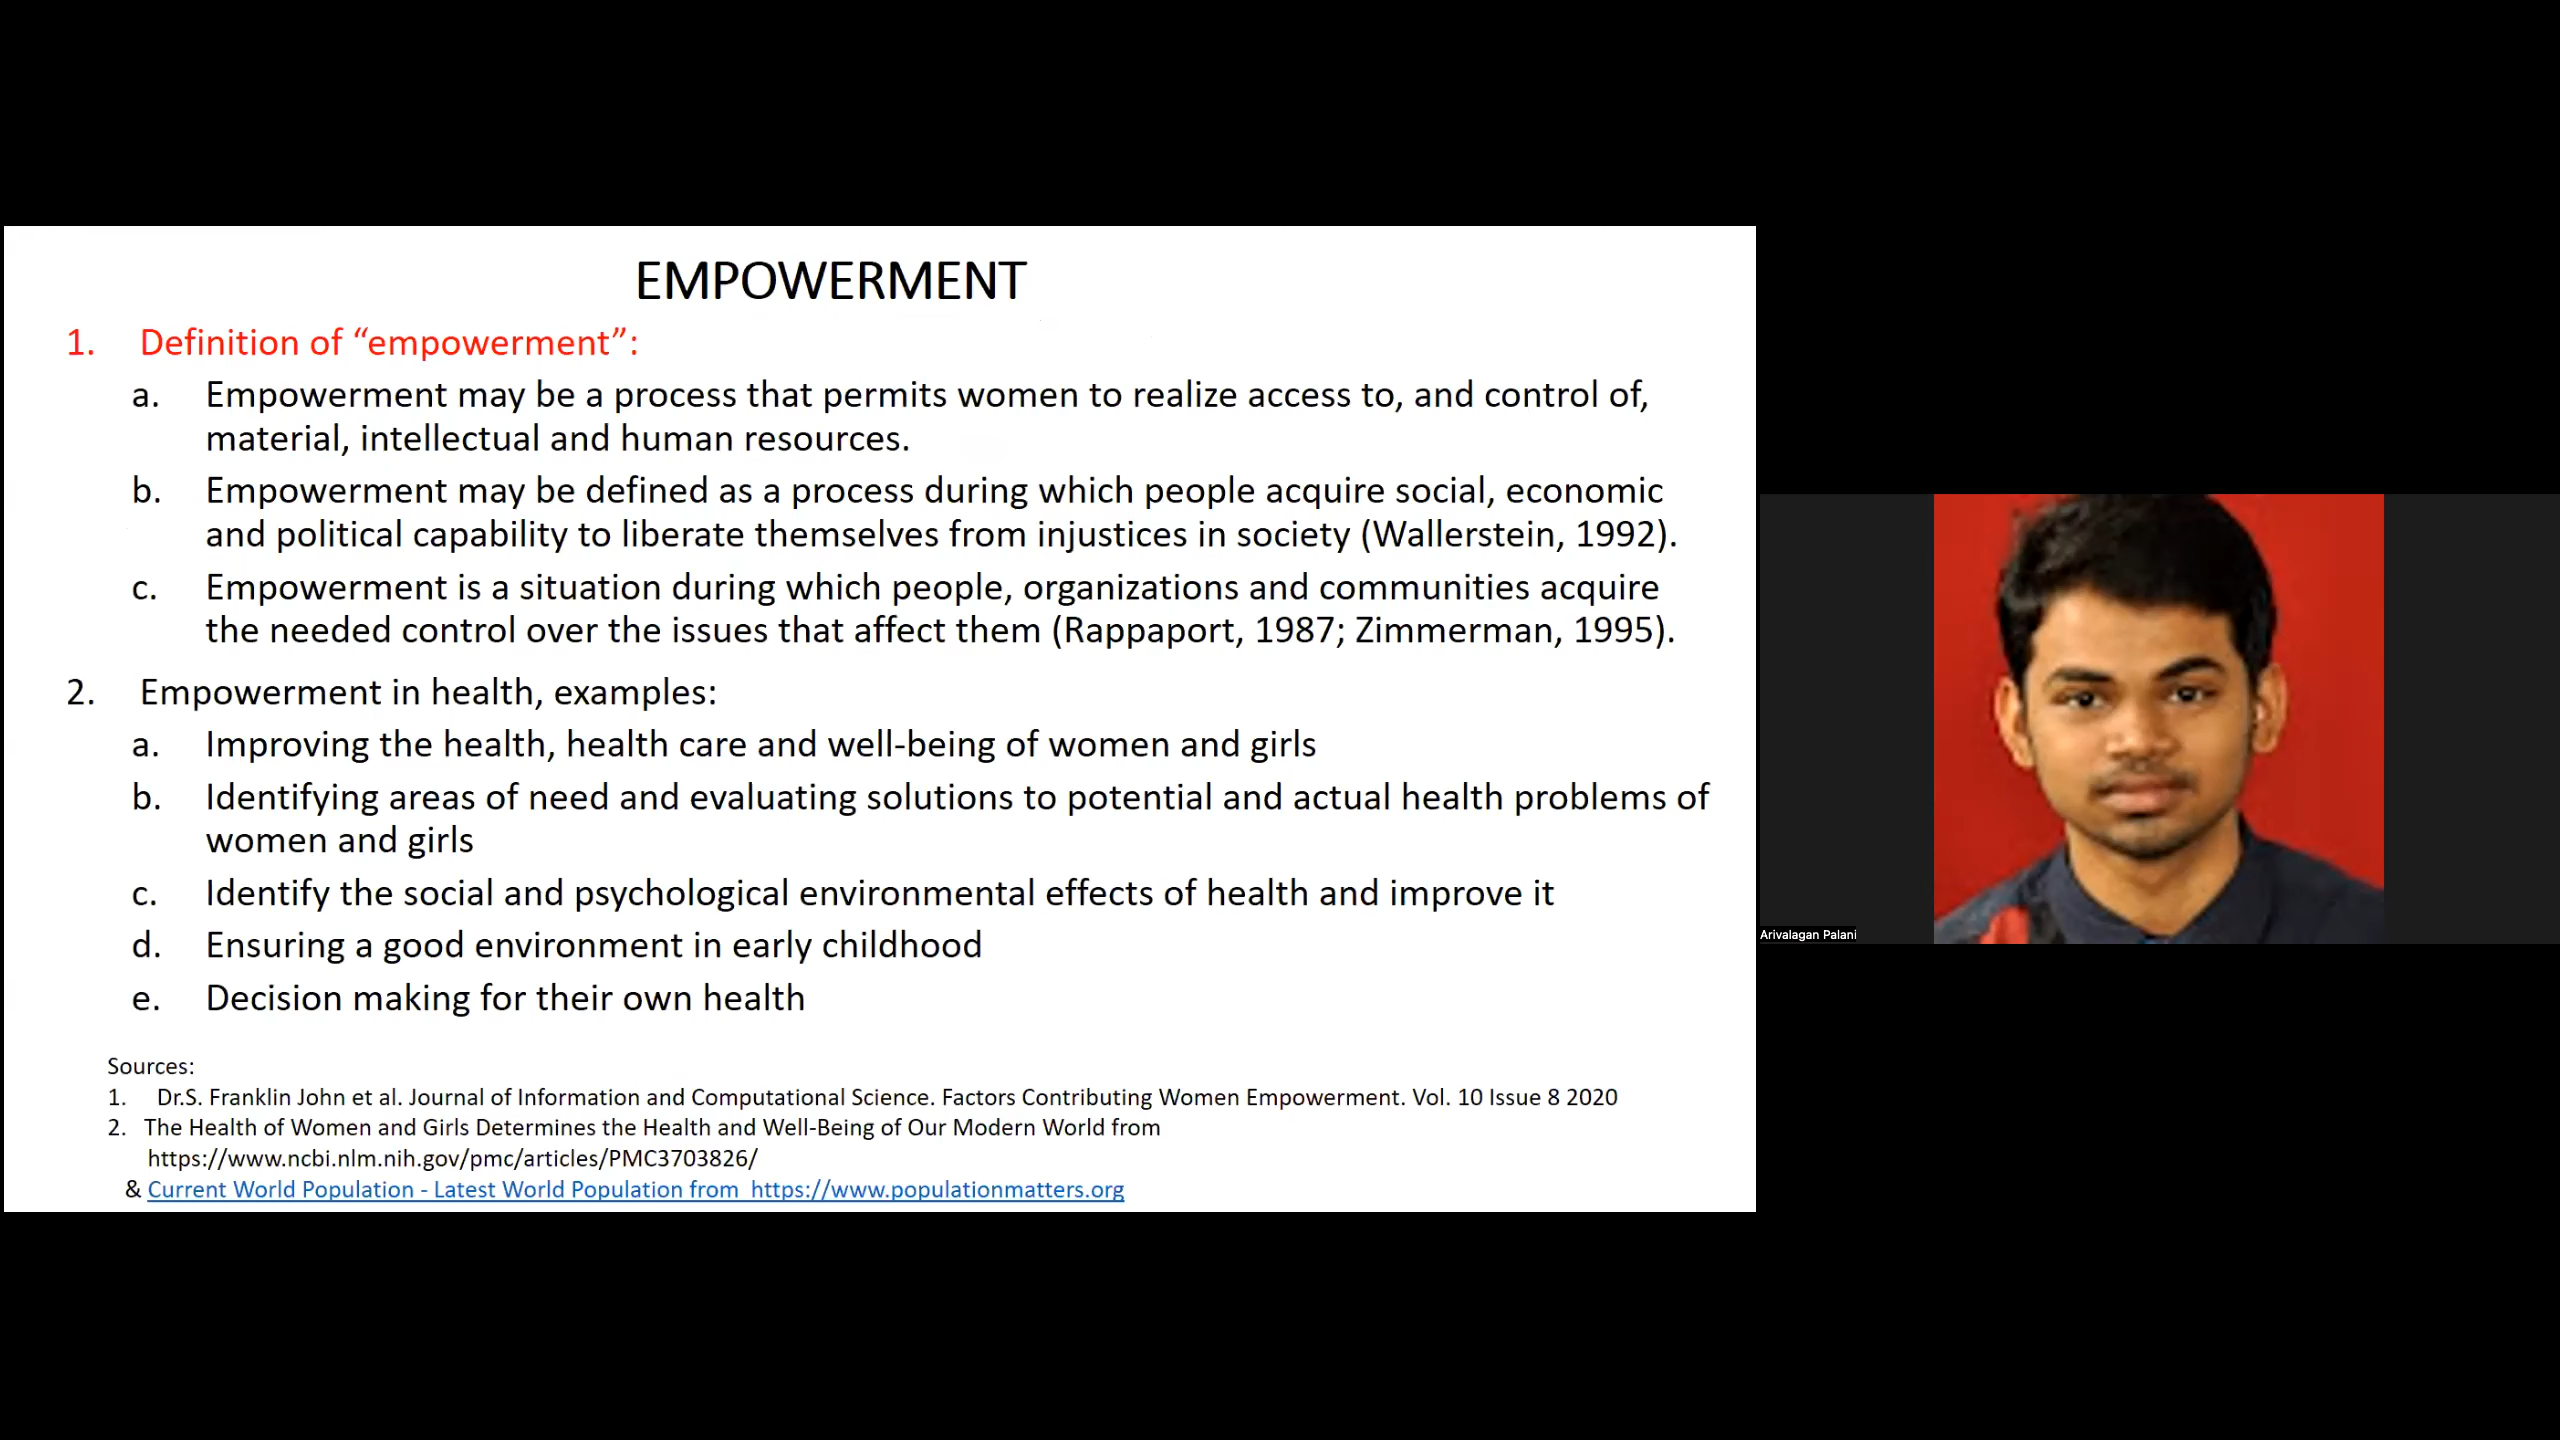 EMPOWERMENT
1. Definition of “empowerment”:
a. Empowerment may be a process that permits women to realize access to, and control of,
material, intellectual and human resources.
b. Empowerment may be defined as a process during which people acquire social, economic
and political capability to liberate themselves from injustices in society (Wallerstein, 1992).
c. Empowerment is a situation during which people, organizations and communities acquire
the needed control over the issues that affect them (Rappaport, 1987; Zimmerman, 1995).
2. Empowerment in health, examples:
a. Improving the health, health care and well-being of women and girls
b. Identifying areas of need and evaluating solutions to potential and actual health problems of
women and girls
c. Identify the social and psychological environmental effects of health and improve it
d. Ensuring a good environment in early childhood
e. Decision making for their own health
Sources:
1. Dr.S. Franklin John et al. Journal of Information and Computational Science. Factors Contributing Women Empowerment. Vol. 10 Issue 8 2020
2. The Health of Women and Girls Determines the Health and Well-Being of Our Modern World from
https://www.ncbi.nlm.nih.gov/pmc/articles/PMC3703826/
& Current World Population - Latest World Population from https://www.populationmatters.org
Arivalagan Palani